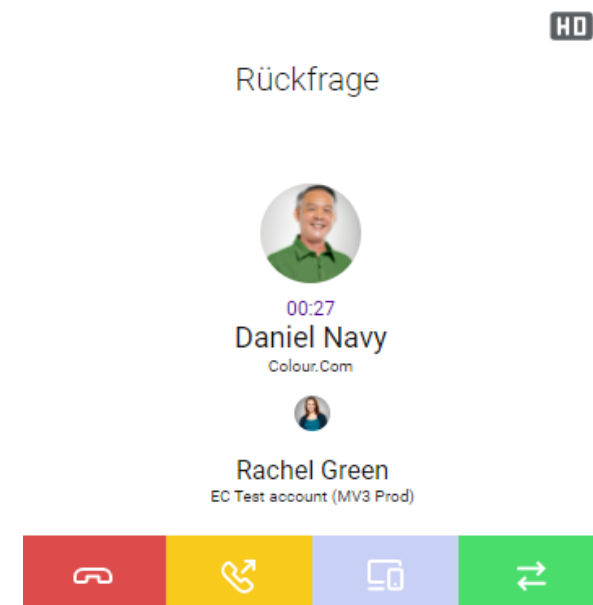 HD
Rückfrage
00:27
Daniel Navy
Colour.Com
Rachel Green
EC Test account (MV3 Prod)